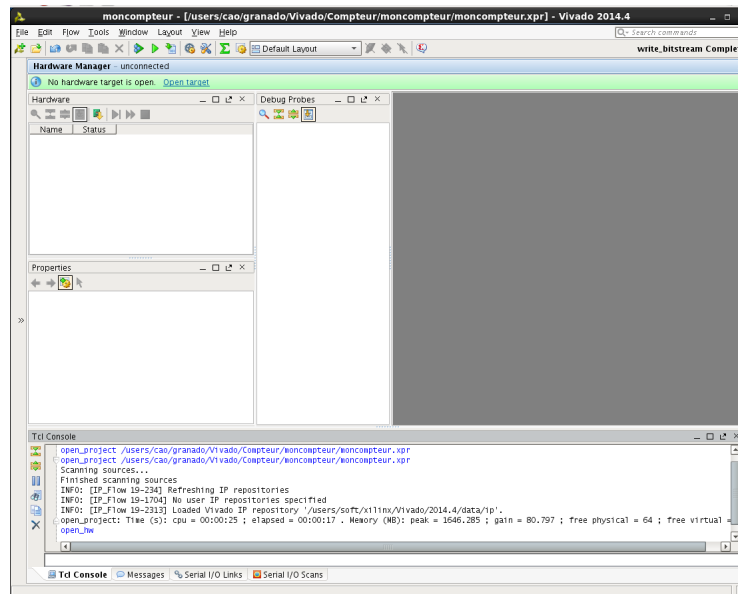 moncompteur - [/users/cao/granado/Vivado/Compteur/moncompteur/moncompteur.xpr] - Vivado 2014.4
File Edit Flow Tools Window Layout View Help
Search commands
Default Layout
write_bitstream Comple
Hardware Manager - unconnected
No hardware target is open. Open target
Hardware
Debug Probes
Name Status
Properties
Tcl Console
open_project /users/cao/granado/Vivado/Compteur/moncompteur/moncompteur.xpr
open_project /users/cao/granado/Vivado/Compteur/moncompteur/moncompteur.xpr
Scanning sources...
Finished scanning sources
INFO: [IP_Flow 19-234] Refreshing IP repositories
INFO: [IP_Flow 19-1704] No user IP repositories specified
INFO: [IP_Flow 19-2313] Loaded Vivado IP repository '/users/soft/xilinx/Vivado/2014.4/data/ip'.
open_project: Time (s): cpu = 00:00:25 ; elapsed = 00:00:17 . Memory (MB): peak = 1646.285 ; gain = 80.797 ; free physical = 64 ; free virtual =
open_hw
Tcl Console Messages Serial I/O Links Serial I/O Scans